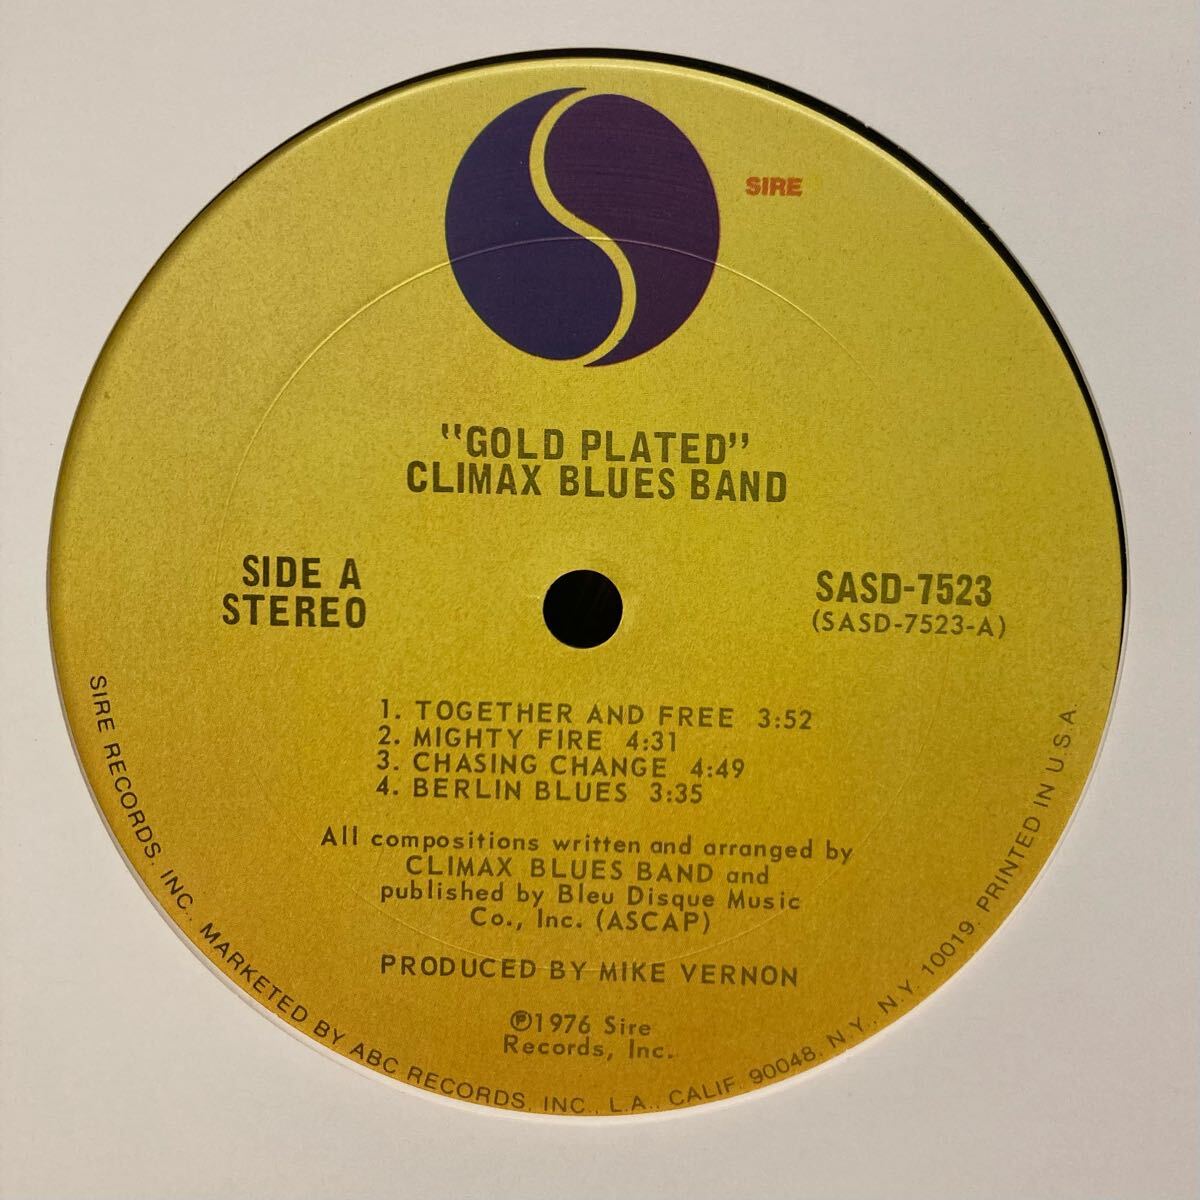 SIRE
"GOLD PLATED"
CLIMAX BLUES BAND
SIDE A
STEREO
SASD-7523
(SASD-7523-A)
1. TOGETHER AND FREE 3:52
2. MIGHTY FIRE 4:31
3. CHASING CHANGE 4:49
4. BERLIN BLUES 3:35
All compositions written and arranged by
CLIMAX BLUES BAND and
published by Bleu Disque Music
Co., Inc. (ASCAP)
PRODUCED BY MIKE VERNON
℗1976 Sire
Records, Inc.
SIRE RECORDS, INC., MARKETED BY ABC RECORDS, INC., L.A., CALIF. 90048, N.Y., N.Y. 10019. PRINTED IN U.S.A.